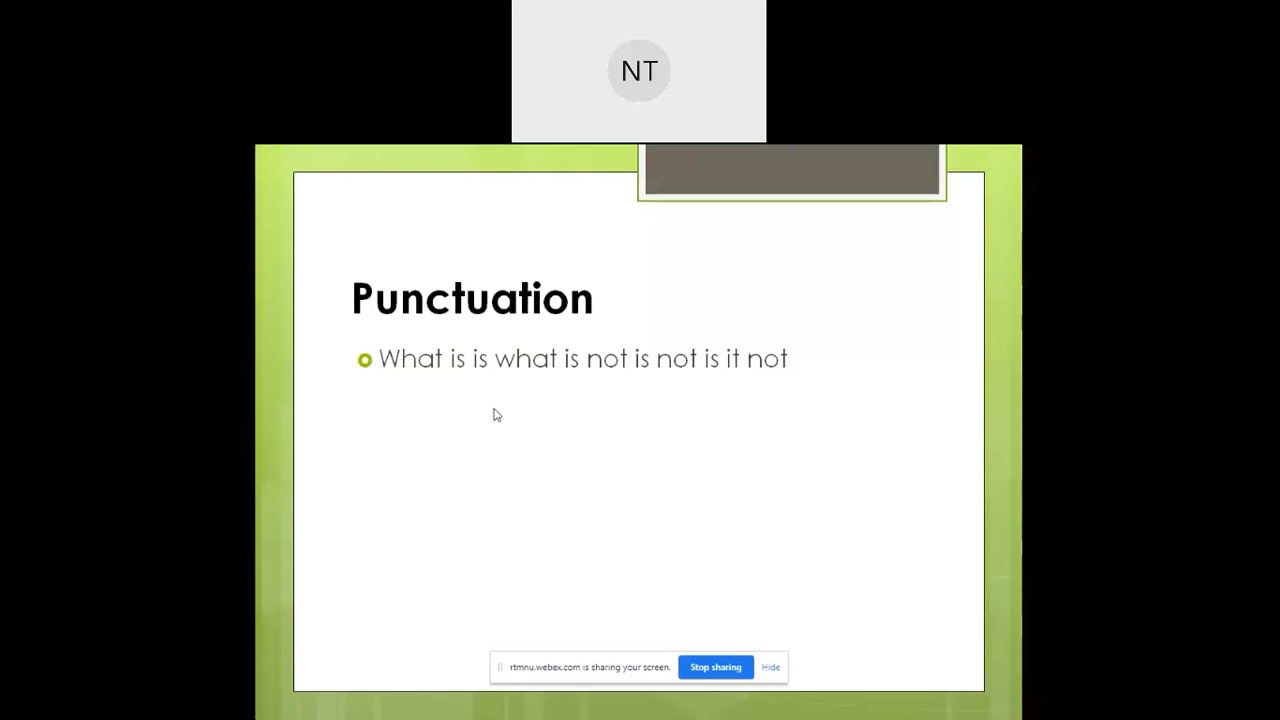 NT
Punctuation
What is is what is not is not is it not
rtmnu.webex.com is sharing your screen. Stop sharing Hide